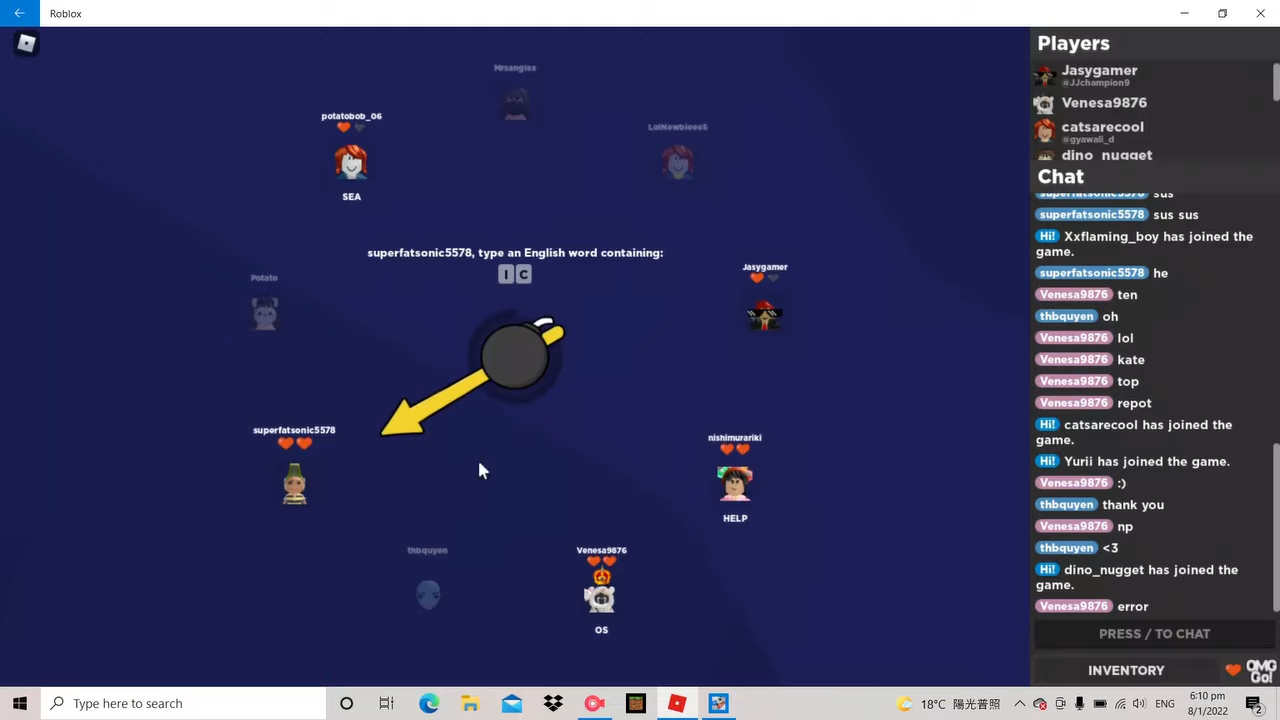 Roblox
Mrsanglex
potatobob_06
SEA
LolNewbieeeS
superfatsonic5578, type an English word containing:
I C
Potato
Jasygamer
superfatsonic5578
nishimurariki
HELP
thbquyen
Venesa9876
OS
Players
Jasygamer
@JJchampion9
Venesa9876
catsarecool
@gyawali_d
dino_nugget
Chat
superfatsonic5578 sus
superfatsonic5578 sus sus
Hi! Xxflaming_boy has joined the
game.
superfatsonic5578 he
Venesa9876 ten
thbquyen oh
Venesa9876 lol
Venesa9876 kate
Venesa9876 top
Venesa9876 repot
Hi! catsarecool has joined the
game.
Hi! Yurii has joined the game.
Venesa9876 :)
thbquyen thank you
Venesa9876 np
thbquyen <3
Hi! dino_nugget has joined the
game.
Venesa9876 error
PRESS / TO CHAT
INVENTORY
OMG
Go!
Type here to search
18°C 陽光普照
ENG
6:10 pm
8/1/2022
2